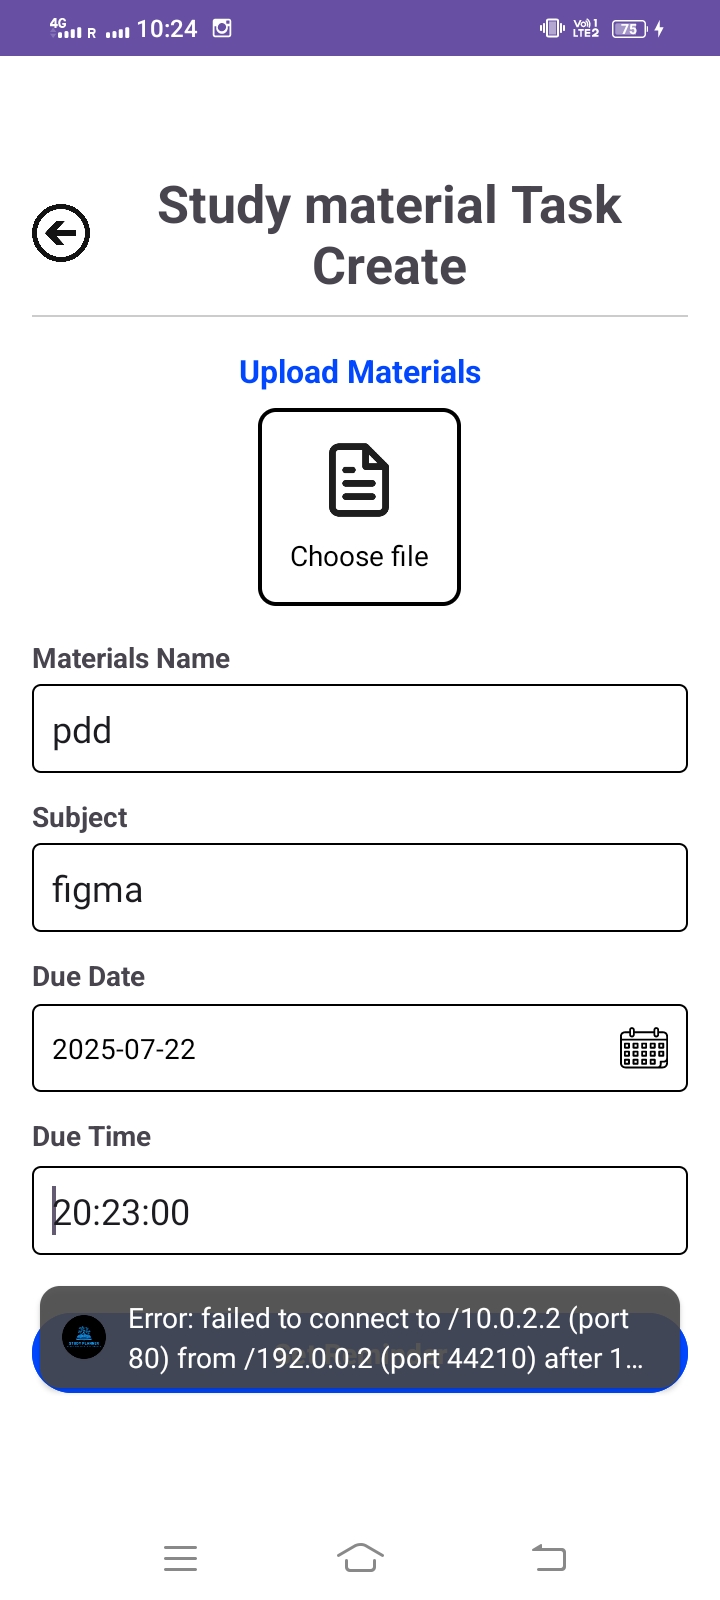 4G R 10:24 Vo)) 1 LTE2 75
Study material Task
Create
Upload Materials
Choose file
Materials Name
pdd
Subject
figma
Due Date
2025-07-22
Due Time
20:23:00
Error: failed to connect to /10.0.2.2 (port
80) from /192.0.0.2 (port 44210) after 1...